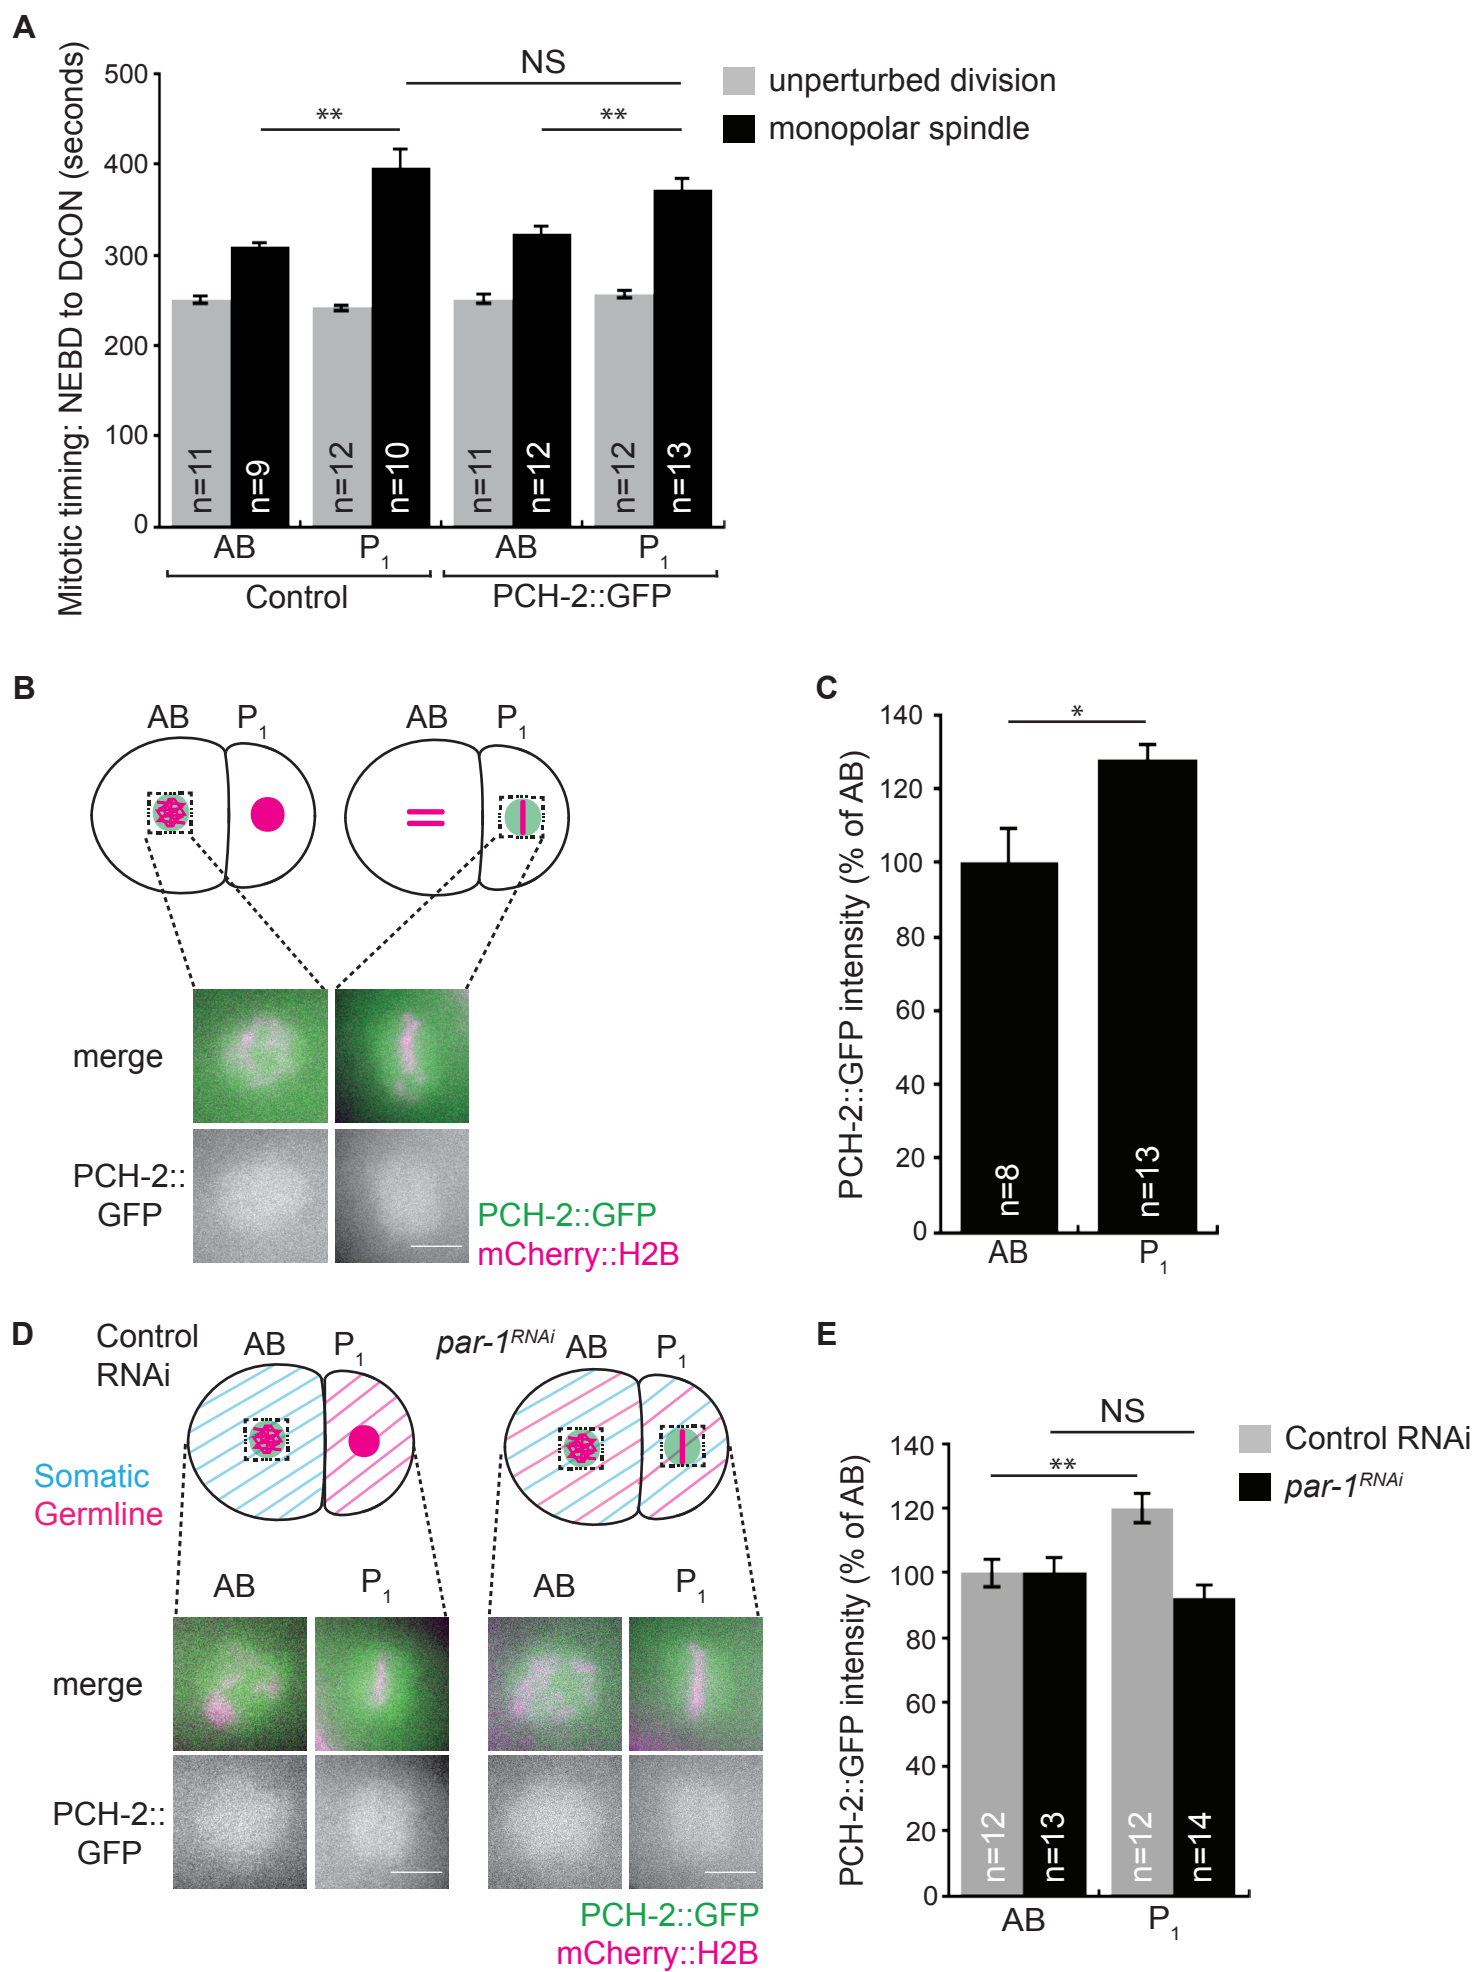 A
Mitotic timing: NEBD to DCON (seconds)
500
400
300
200
100
0
NS
**
**
unperturbed division
monopolar spindle
n=11
n=9
n=12
n=10
n=11
n=12
n=12
n=13
AB
P1
AB
P1
Control
PCH-2::GFP
B
AB
P1
AB
P1
merge
PCH-2::
GFP
PCH-2::GFP
mCherry::H2B
C
PCH-2::GFP intensity (% of AB)
140
120
100
80
60
40
20
0
*
n=8
n=13
AB
P1
D
Control
RNAi
AB
P1
par-1RNAi
AB
P1
Somatic
Germline
AB
P1
AB
P1
merge
PCH-2::
GFP
PCH-2::GFP
mCherry::H2B
E
PCH-2::GFP intensity (% of AB)
140
120
100
80
60
40
20
0
NS
**
Control RNAi
par-1RNAi
n=12
n=13
n=12
n=14
AB
P1